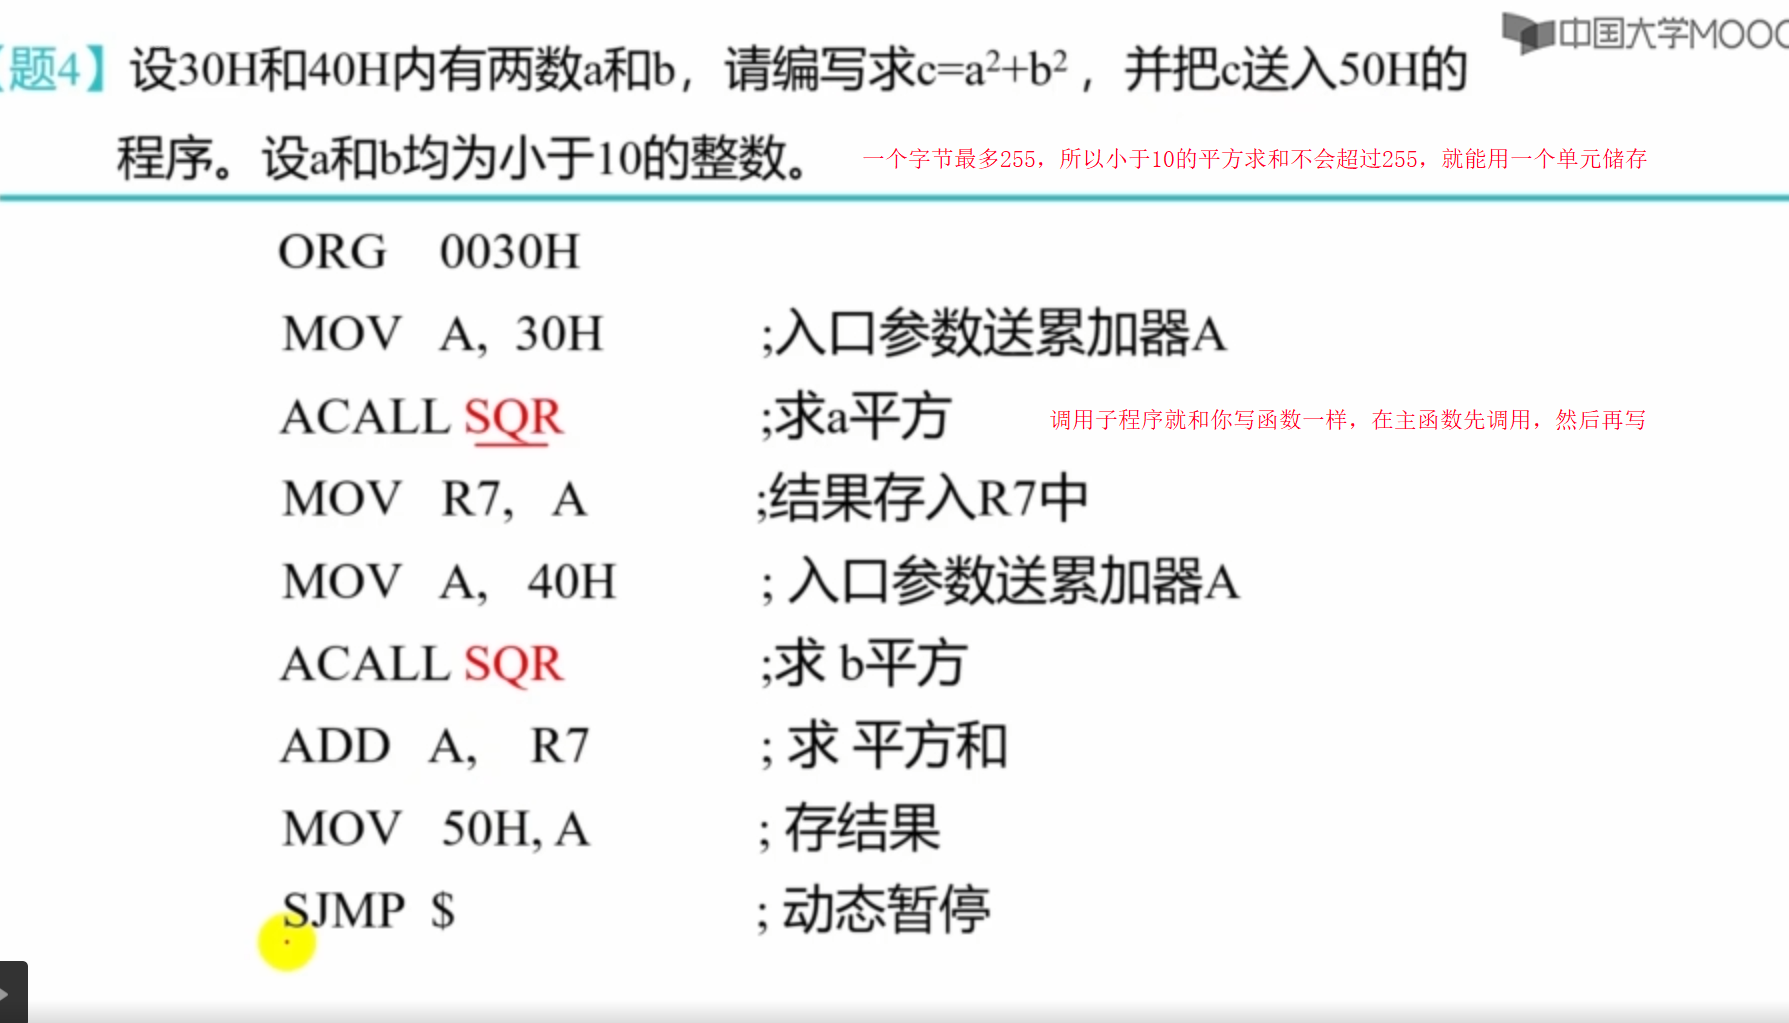 中国大学MOOC
【题4】设30H和40H内有两数a和b，请编写求c=a²+b²，并把c送入50H的
程序。设a和b均为小于10的整数。 一个字节最多255，所以小于10的平方求和不会超过255，就能用一个单元储存
ORG 0030H
MOV A, 30H ;入口参数送累加器A
ACALL SQR ;求a平方 调用子程序就和你写函数一样，在主函数先调用，然后再写
MOV R7, A ;结果存入R7中
MOV A, 40H ; 入口参数送累加器A
ACALL SQR ;求 b平方
ADD A, R7 ; 求 平方和
MOV 50H, A ; 存结果
SJMP $ ; 动态暂停